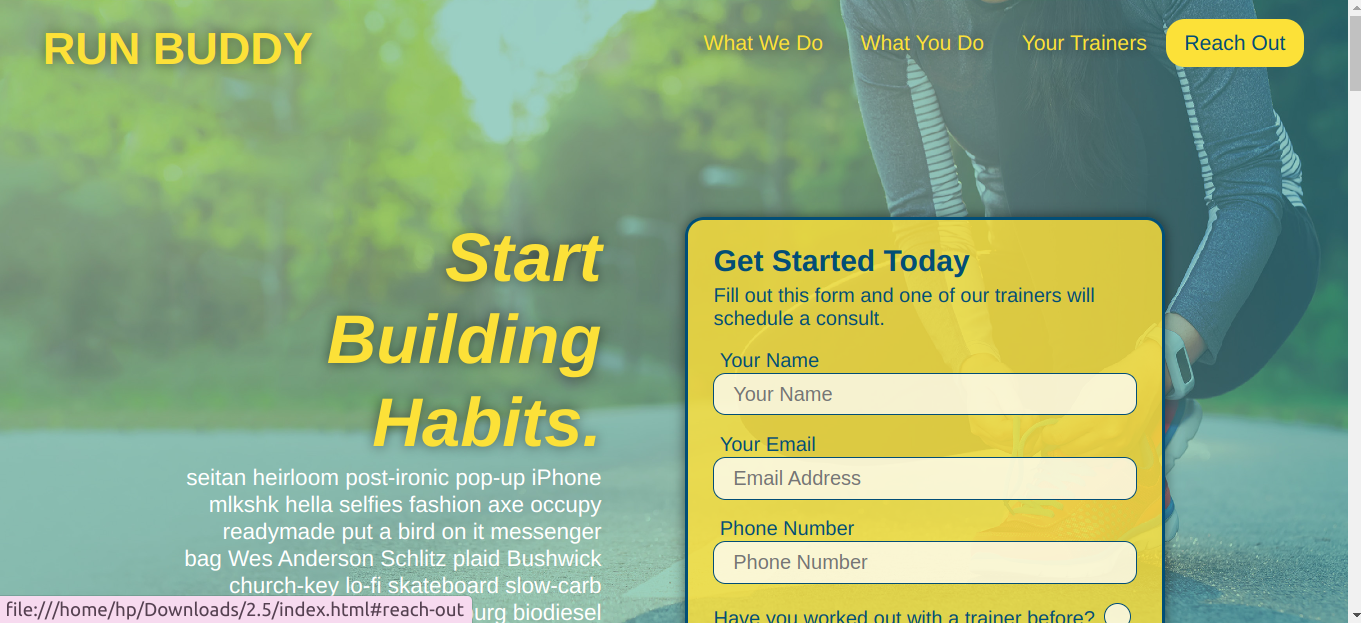 RUN BUDDY
What We Do What You Do Your Trainers Reach Out
Start
Building
Habits.
seitan heirloom post-ironic pop-up iPhone
mlkshk hella selfies fashion axe occupy
readymade put a bird on it messenger
bag Wes Anderson Schlitz plaid Bushwick
church-key lo-fi skateboard slow-carb
biodiesel
Get Started Today
Fill out this form and one of our trainers will
schedule a consult.
Your Name
Your Name
Your Email
Email Address
Phone Number
Phone Number
Have you worked out with a trainer before?
file:///home/hp/Downloads/2.5/index.html#reach-out